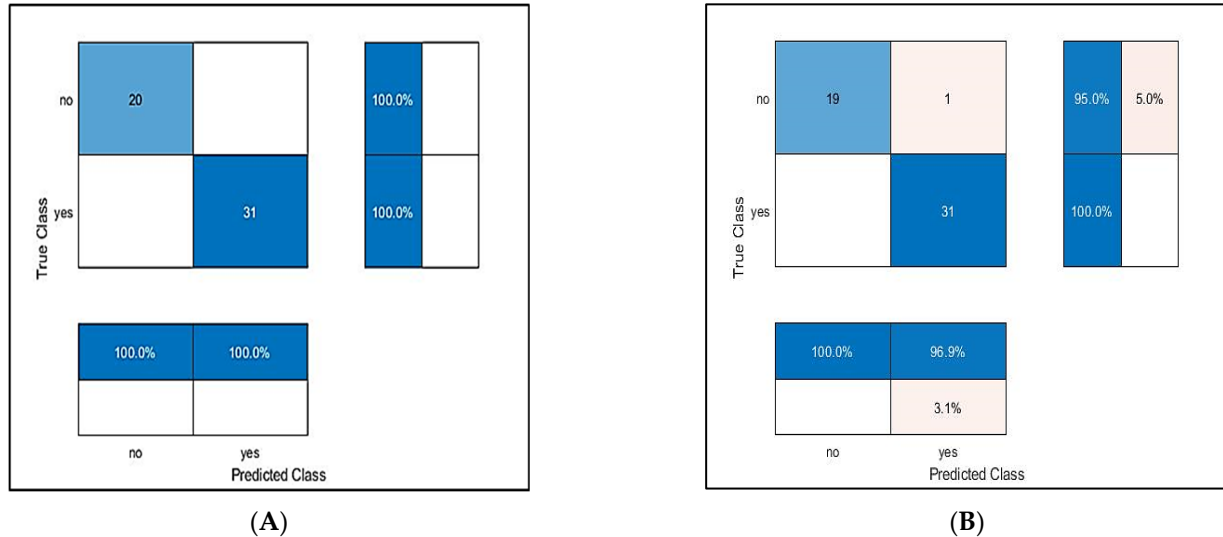 no
20
100.0%
yes
31
100.0%
True Class
100.0% 100.0%
no yes
Predicted Class
(A)
no
19 1
95.0% 5.0%
yes
31
100.0%
True Class
100.0% 96.9%
3.1%
no yes
Predicted Class
(B)